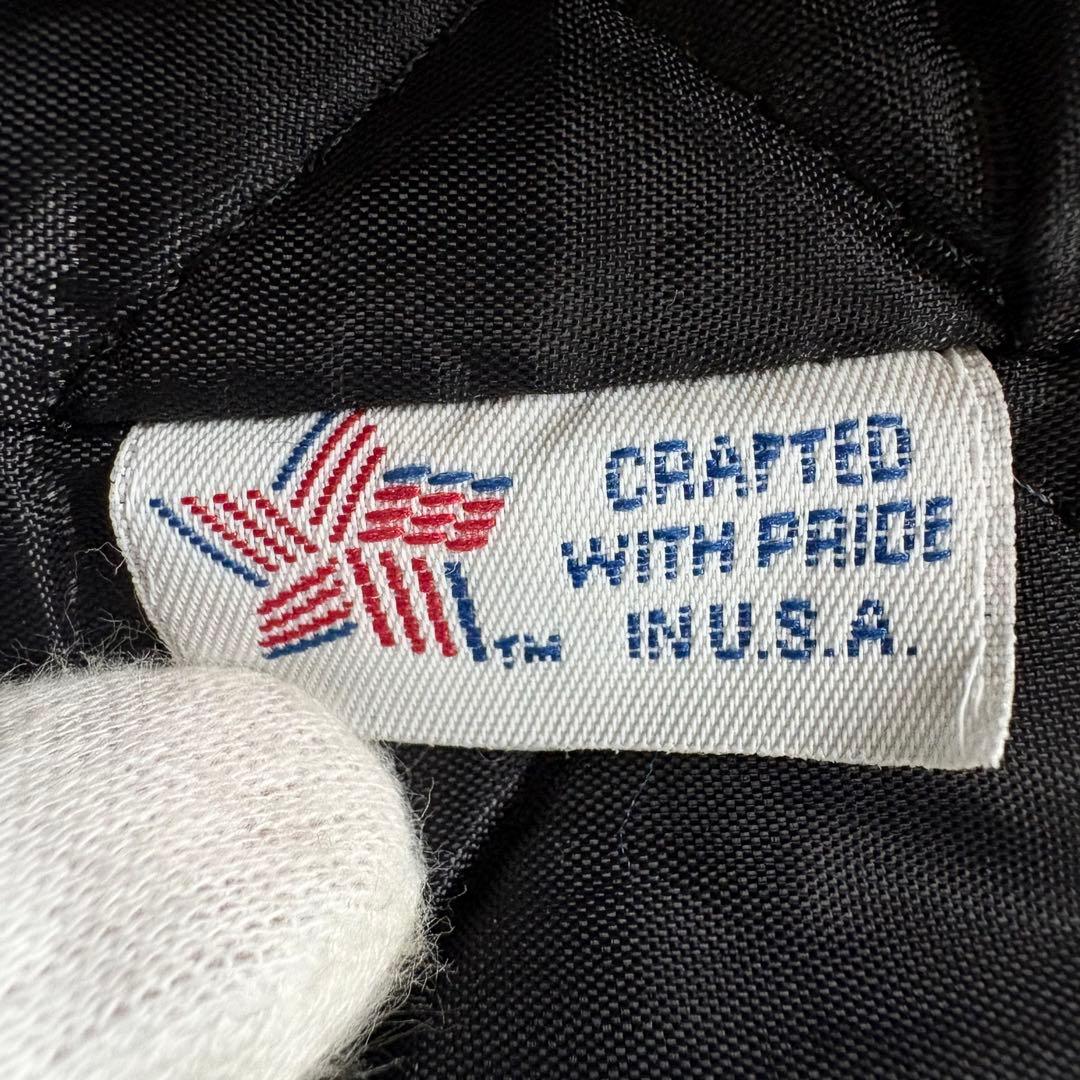 CRAFTED
WITH PRIDE
IN U.S.A.
TM